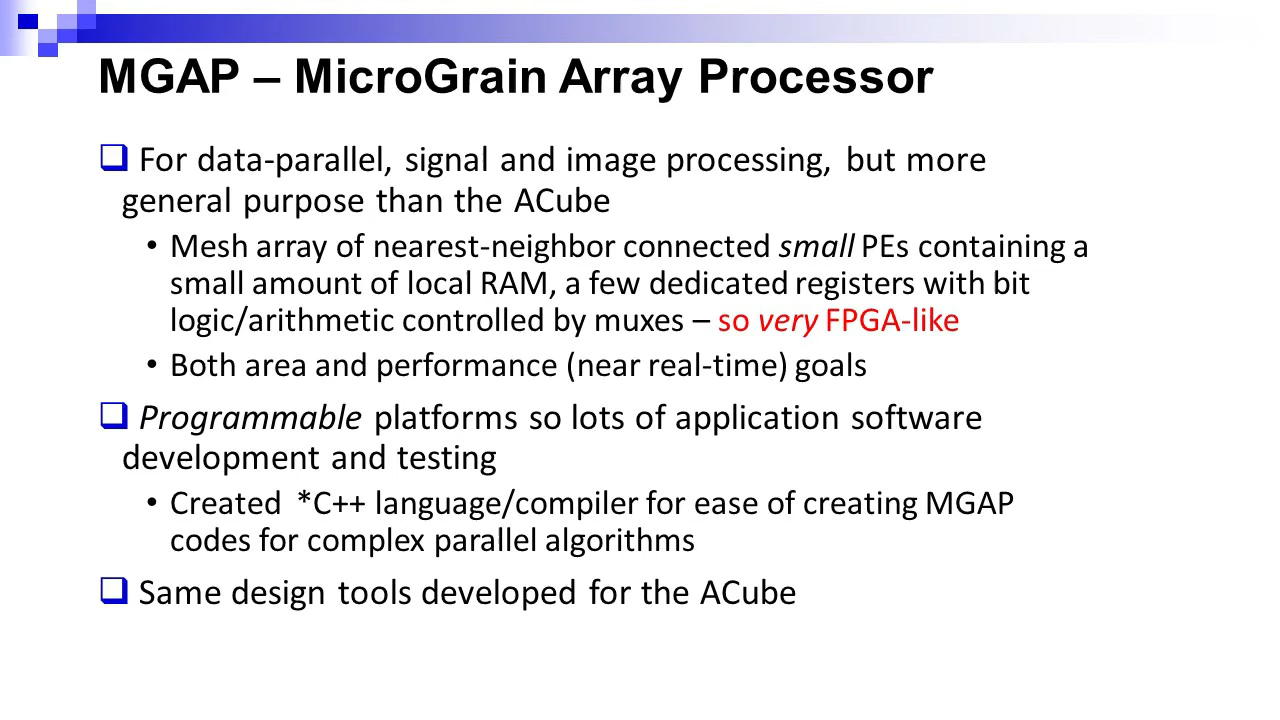 MGAP – MicroGrain Array Processor
❑ For data-parallel, signal and image processing, but more
general purpose than the ACube
• Mesh array of nearest-neighbor connected small PEs containing a
small amount of local RAM, a few dedicated registers with bit
logic/arithmetic controlled by muxes – so very FPGA-like
• Both area and performance (near real-time) goals
❑ Programmable platforms so lots of application software
development and testing
• Created *C++ language/compiler for ease of creating MGAP
codes for complex parallel algorithms
❑ Same design tools developed for the ACube